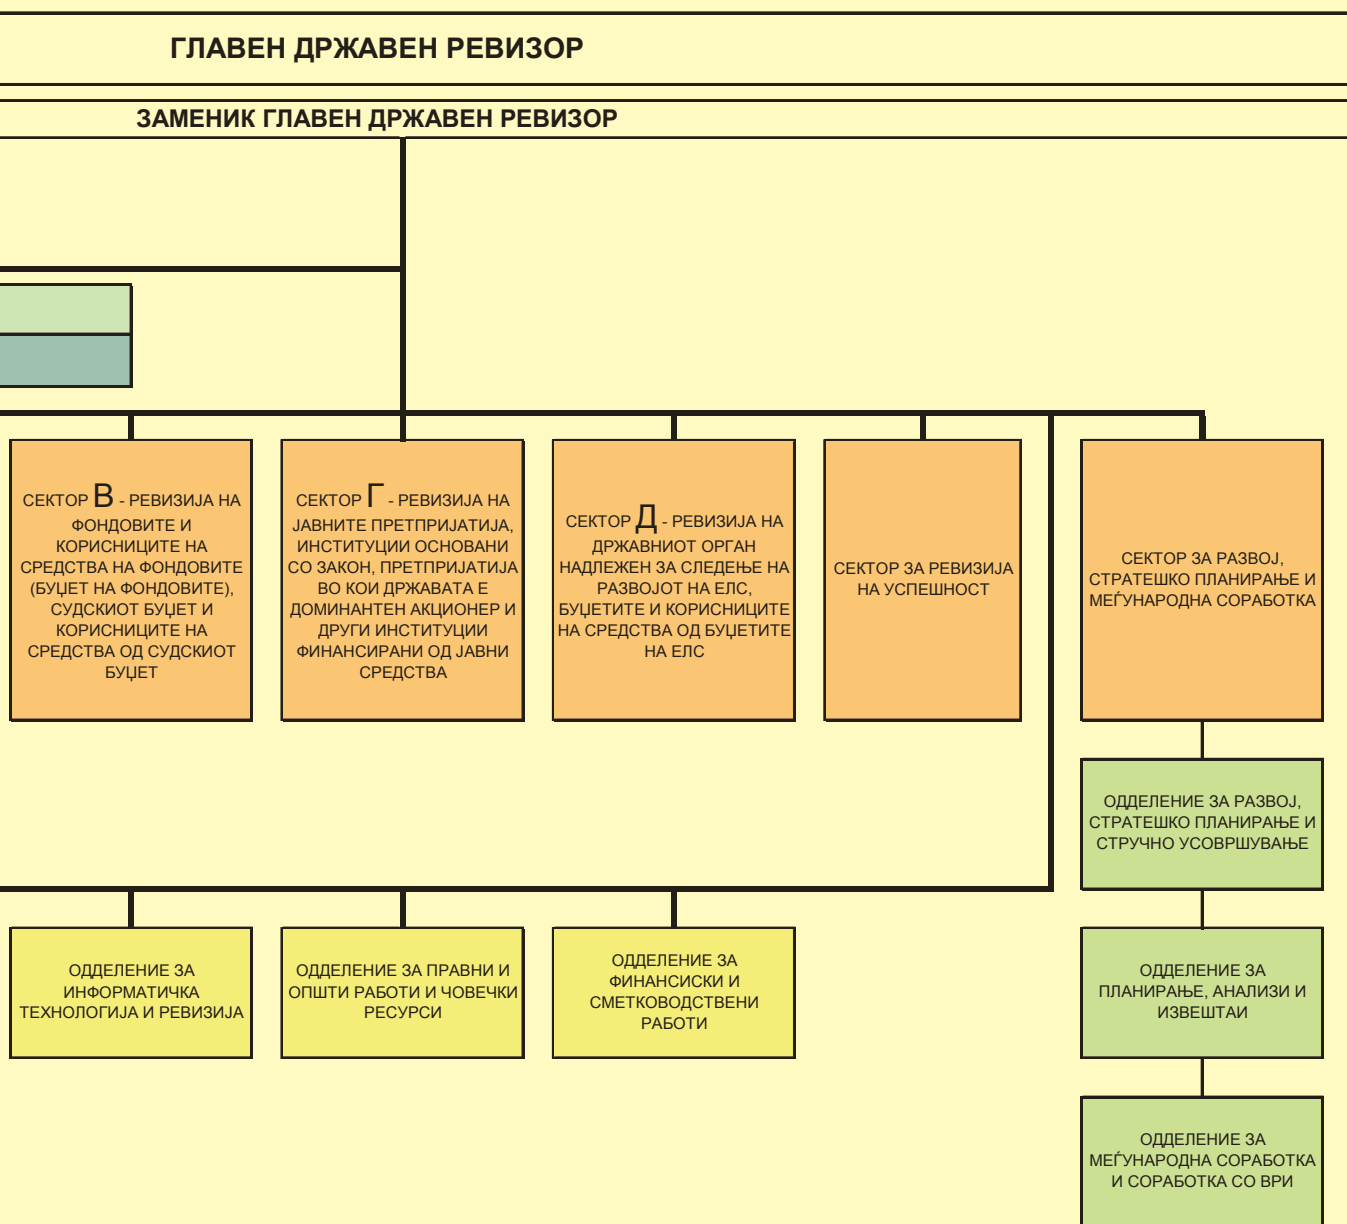 ГЛАВЕН ДРЖАВЕН РЕВИЗОР
ЗАМЕНИК ГЛАВЕН ДРЖАВЕН РЕВИЗОР
СЕКТОР В - РЕВИЗИЈА НА
ФОНДОВИТЕ И
КОРИСНИЦИТЕ НА
СРЕДСТВА НА ФОНДОВИТЕ
(БУЏЕТ НА ФОНДОВИТЕ),
СУДСКИОТ БУЏЕТ И
КОРИСНИЦИТЕ НА
СРЕДСТВА ОД СУДСКИОТ
БУЏЕТ
СЕКТОР Г - РЕВИЗИЈА НА
ЈАВНИТЕ ПРЕТПРИЈАТИЈА,
ИНСТИТУЦИИ ОСНОВАНИ
СО ЗАКОН, ПРЕТПРИЈАТИЈА
ВО КОИ ДРЖАВАТА Е
ДОМИНАНТЕН АКЦИОНЕР И
ДРУГИ ИНСТИТУЦИИ
ФИНАНСИРАНИ ОД ЈАВНИ
СРЕДСТВА
СЕКТОР Д - РЕВИЗИЈА НА
ДРЖАВНИОТ ОРГАН
НАДЛЕЖЕН ЗА СЛЕДЕЊЕ НА
РАЗВОЈОТ НА ЕЛС,
БУЏЕТИТЕ И КОРИСНИЦИТЕ
НА СРЕДСТВА ОД БУЏЕТИТЕ
НА ЕЛС
СЕКТОР ЗА РЕВИЗИЈА
НА УСПЕШНОСТ
СЕКТОР ЗА РАЗВОЈ,
СТРАТЕШКО ПЛАНИРАЊЕ И
МЕЃУНАРОДНА СОРАБОТКА
ОДДЕЛЕНИЕ ЗА РАЗВОЈ,
СТРАТЕШКО ПЛАНИРАЊЕ И
СТРУЧНО УСОВРШУВАЊЕ
ОДДЕЛЕНИЕ ЗА
ИНФОРМАТИЧКА
ТЕХНОЛОГИЈА И РЕВИЗИЈА
ОДДЕЛЕНИЕ ЗА ПРАВНИ И
ОПШТИ РАБОТИ И ЧОВЕЧКИ
РЕСУРСИ
ОДДЕЛЕНИЕ ЗА
ФИНАНСИСКИ И
СМЕТКОВОДСТВЕНИ
РАБОТИ
ОДДЕЛЕНИЕ ЗА
ПЛАНИРАЊЕ, АНАЛИЗИ И
ИЗВЕШТАИ
ОДДЕЛЕНИЕ ЗА
МЕЃУНАРОДНА СОРАБОТКА
И СОРАБОТКА СО ВРИ